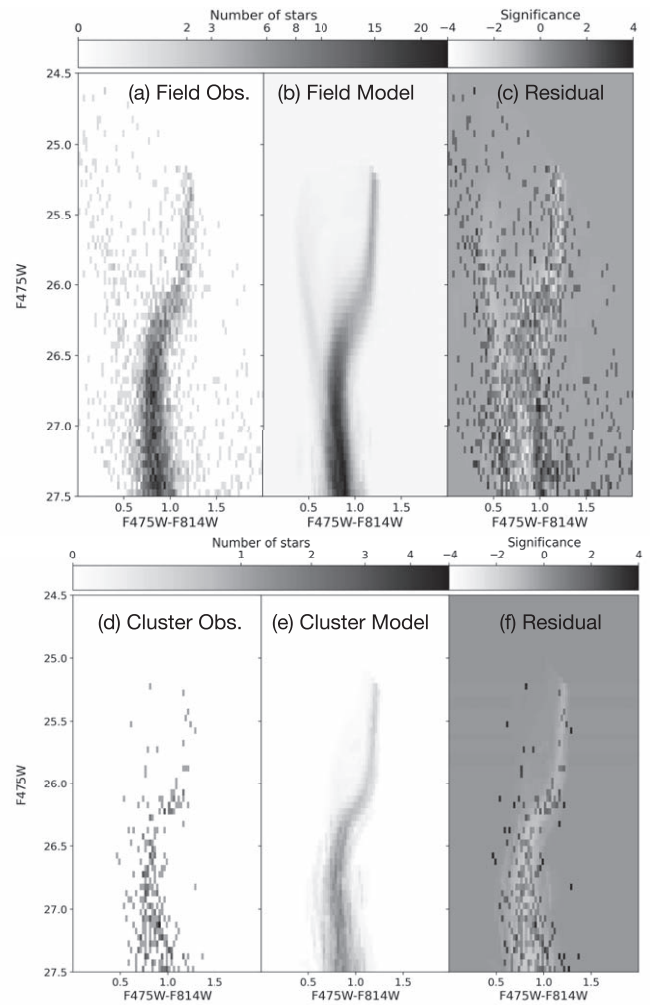 Number of stars Significance
0 2 3 6 8 10 15 20 −4 −2 0 2 4
24.5
(a) Field Obs. (b) Field Model (c) Residual
25.0
25.5
F475W
26.0
26.5
27.0
27.5
0.5 1.0 1.5 0.5 1.0 1.5 0.5 1.0 1.5
F475W-F814W F475W-F814W F475W-F814W
Number of stars Significance
0 1 2 3 4 −4 −2 0 2 4
24.5
(d) Cluster Obs. (e) Cluster Model (f) Residual
25.0
25.5
F475W
26.0
26.5
27.0
27.5
0.5 1.0 1.5 0.5 1.0 1.5 0.5 1.0 1.5
F475W-F814W F475W-F814W F475W-F814W